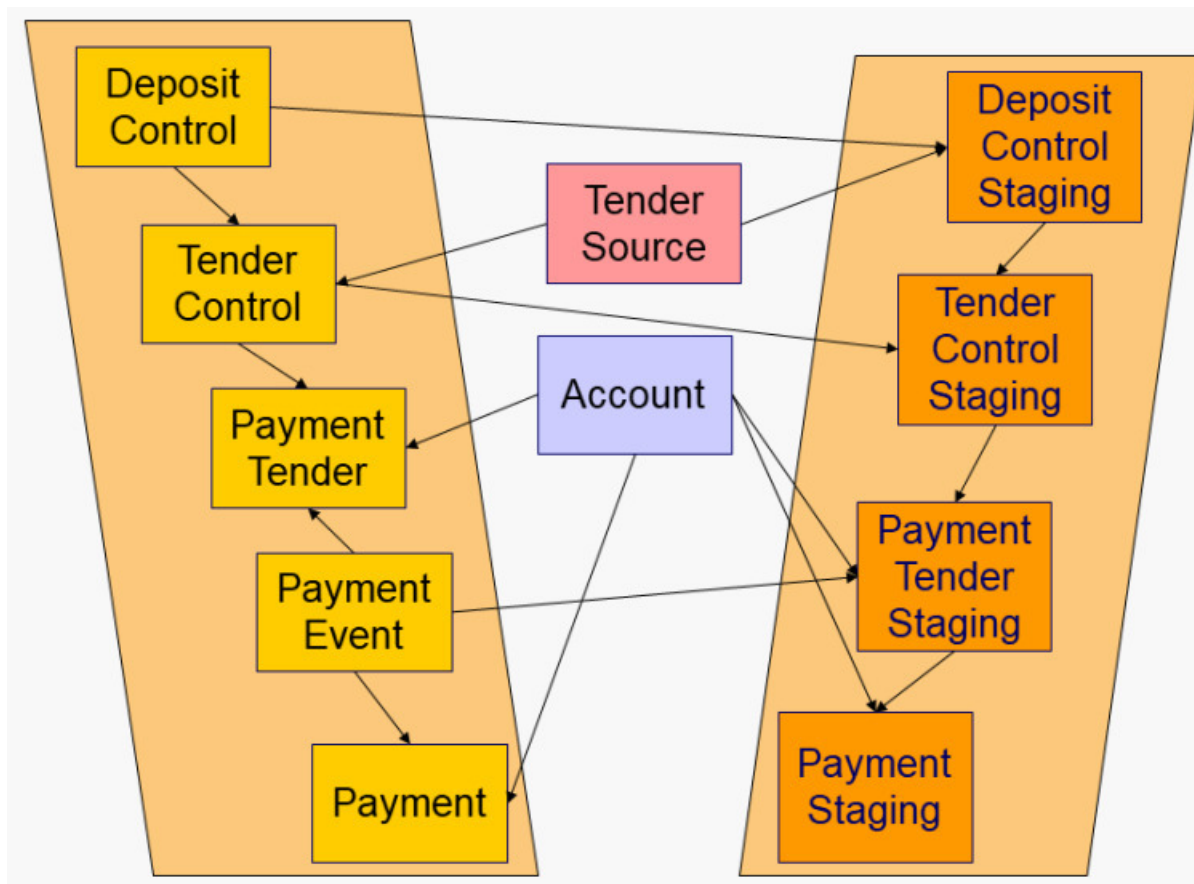 Deposit
Control
Tender
Control
Payment
Tender
Payment
Event
Payment
Tender
Source
Account
Deposit
Control
Staging
Tender
Control
Staging
Payment
Tender
Staging
Payment
Staging